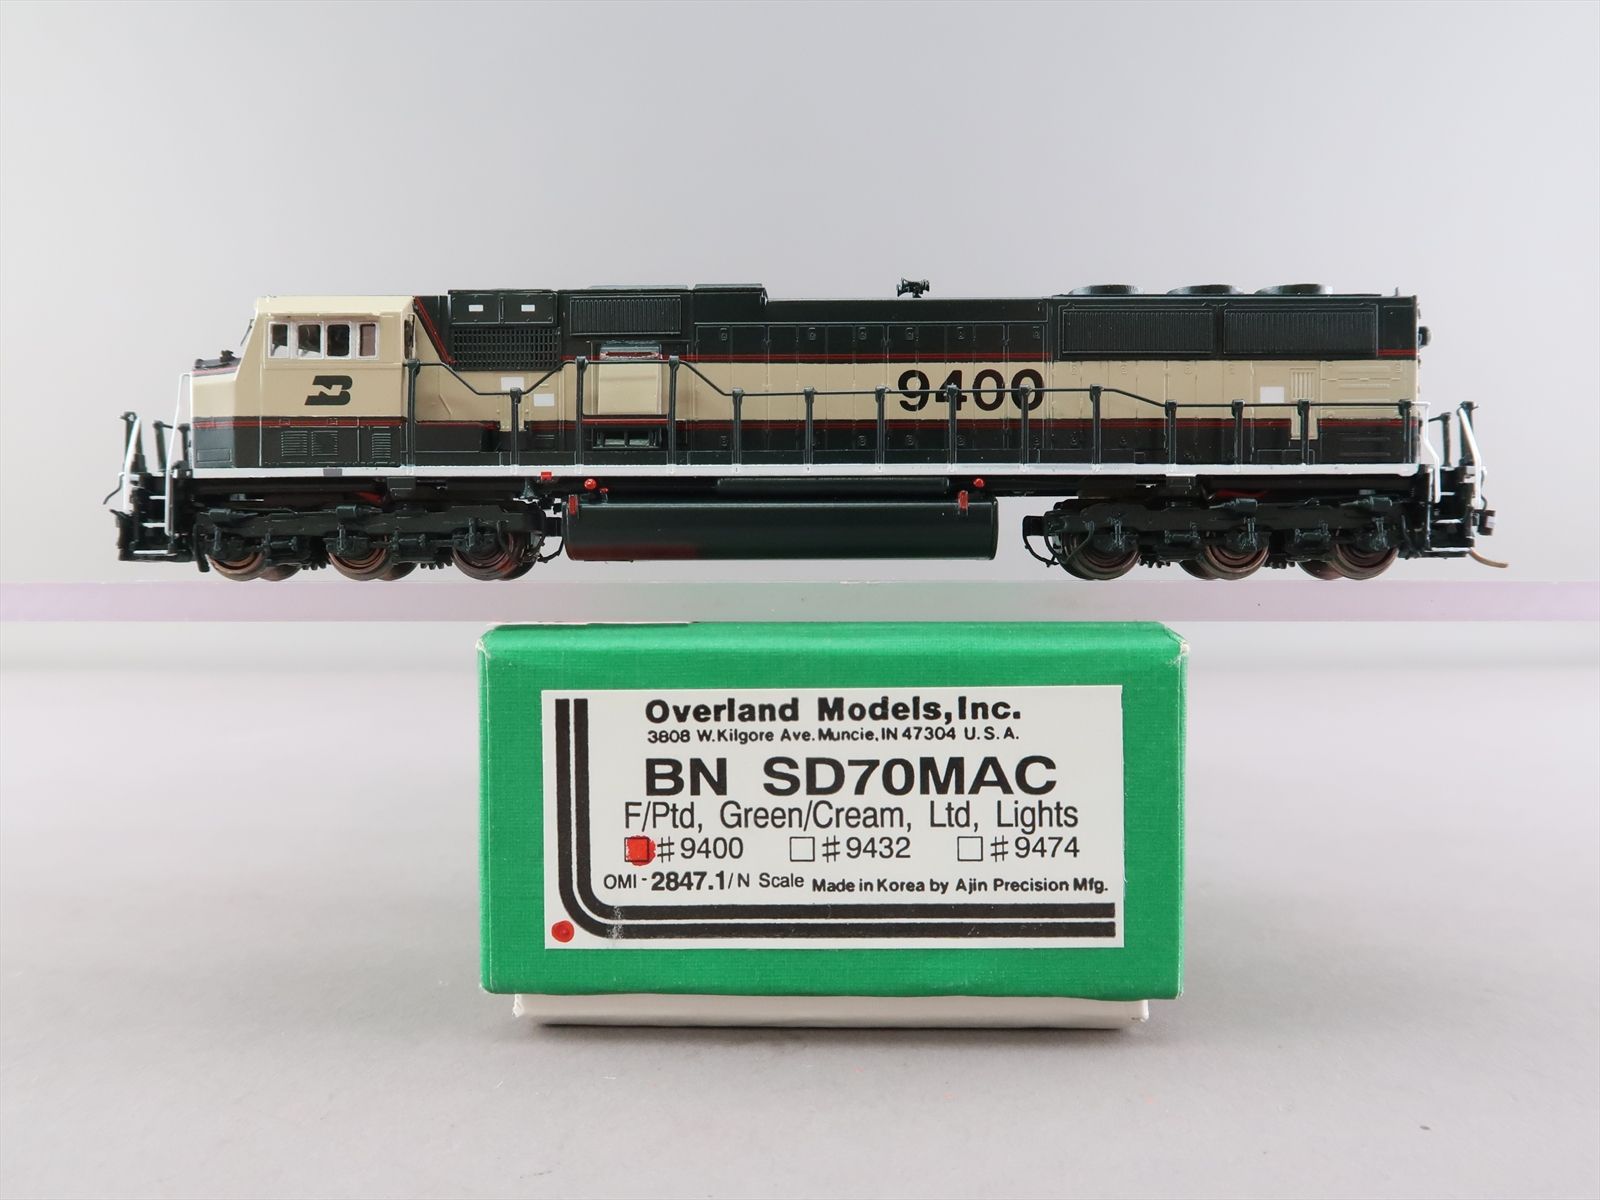 BN
9400
Overland Models, Inc.
3808 W. Kilgore Ave. Muncie, IN 47304 U.S.A.
BN SD70MAC
F/Ptd, Green/Cream, Ltd, Lights
#9400 #9432 #9474
OMI - 2847.1/N Scale Made in Korea by Ajin Precision Mfg.